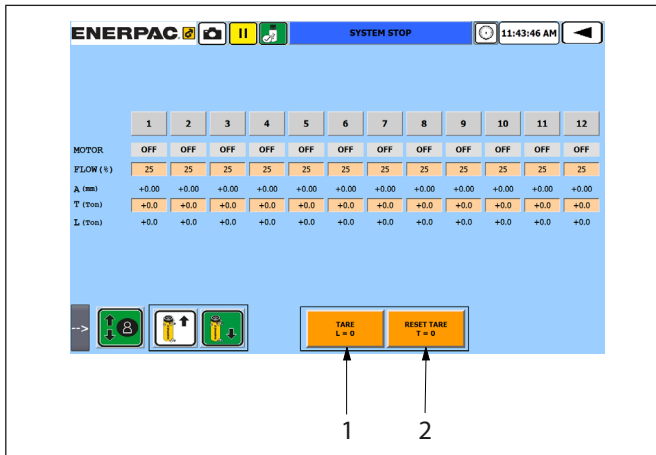 ENERPAC SYSTEM STOP 11:43:46 AM
1 2 3 4 5 6 7 8 9 10 11 12
MOTOR OFF OFF OFF OFF OFF OFF OFF OFF OFF OFF OFF OFF
FLOW (%) 25 25 25 25 25 25 25 25 25 25 25 25
A (mm) +0.00 +0.00 +0.00 +0.00 +0.00 +0.00 +0.00 +0.00 +0.00 +0.00 +0.00 +0.00
T (Ton) +0.0 +0.0 +0.0 +0.0 +0.0 +0.0 +0.0 +0.0 +0.0 +0.0 +0.0 +0.0
L (Ton) +0.0 +0.0 +0.0 +0.0 +0.0 +0.0 +0.0 +0.0 +0.0 +0.0 +0.0 +0.0
--> 8 TARE RESET TARE
L = 0 T = 0
1 2